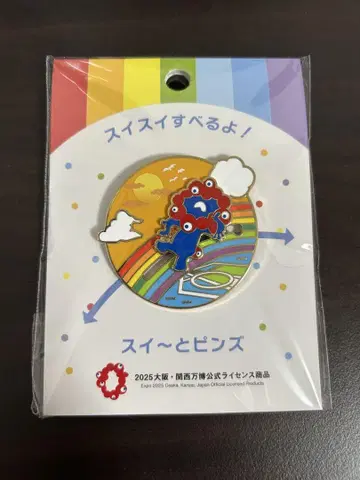 スイスイすべるよ！
スイ〜とピンズ
2025大阪・関西万博公式ライセンス商品
Expo 2025 Osaka, Kansai, Japan Official Licensed Products